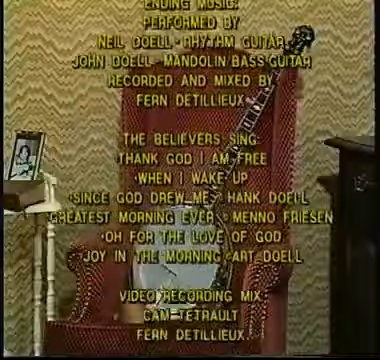 ENDING MUSIC:
PERFORMED BY
NEIL DOELL - RHYTHM GUITAR
JOHN DOELL - MANDOLIN BASS GUITAR
RECORDED AND MIXED BY
FERN DETILLIEUX
THE BELIEVERS SING:
THANK GOD I AM FREE
WHEN I WAKE UP
SINCE GOD DREW ME - HANK DOELL
GREATEST MORNING EVER - MENNO FRIESEN
OH FOR THE LOVE OF GOD
JOY IN THE MORNING - ART DOELL
VIDEO RECORDING MIX:
CAM TETRAULT
FERN DETILLIEUX